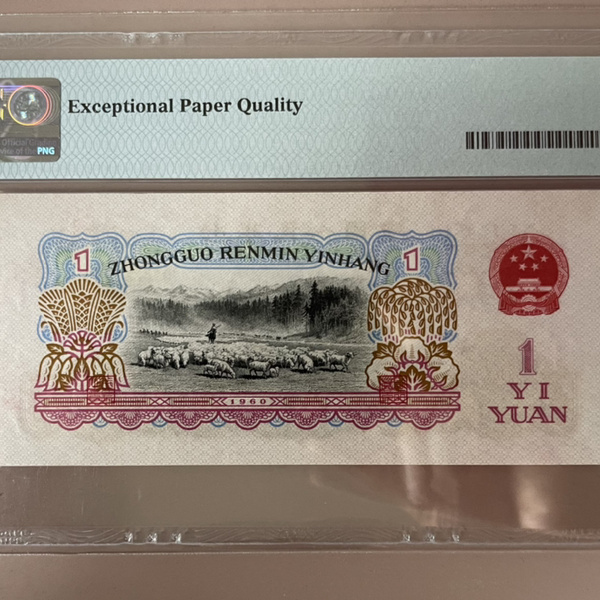 Exceptional Paper Quality
PNG
1
ZHONGGUO RENMIN YINHANG
1
1960
1
YI
YUAN